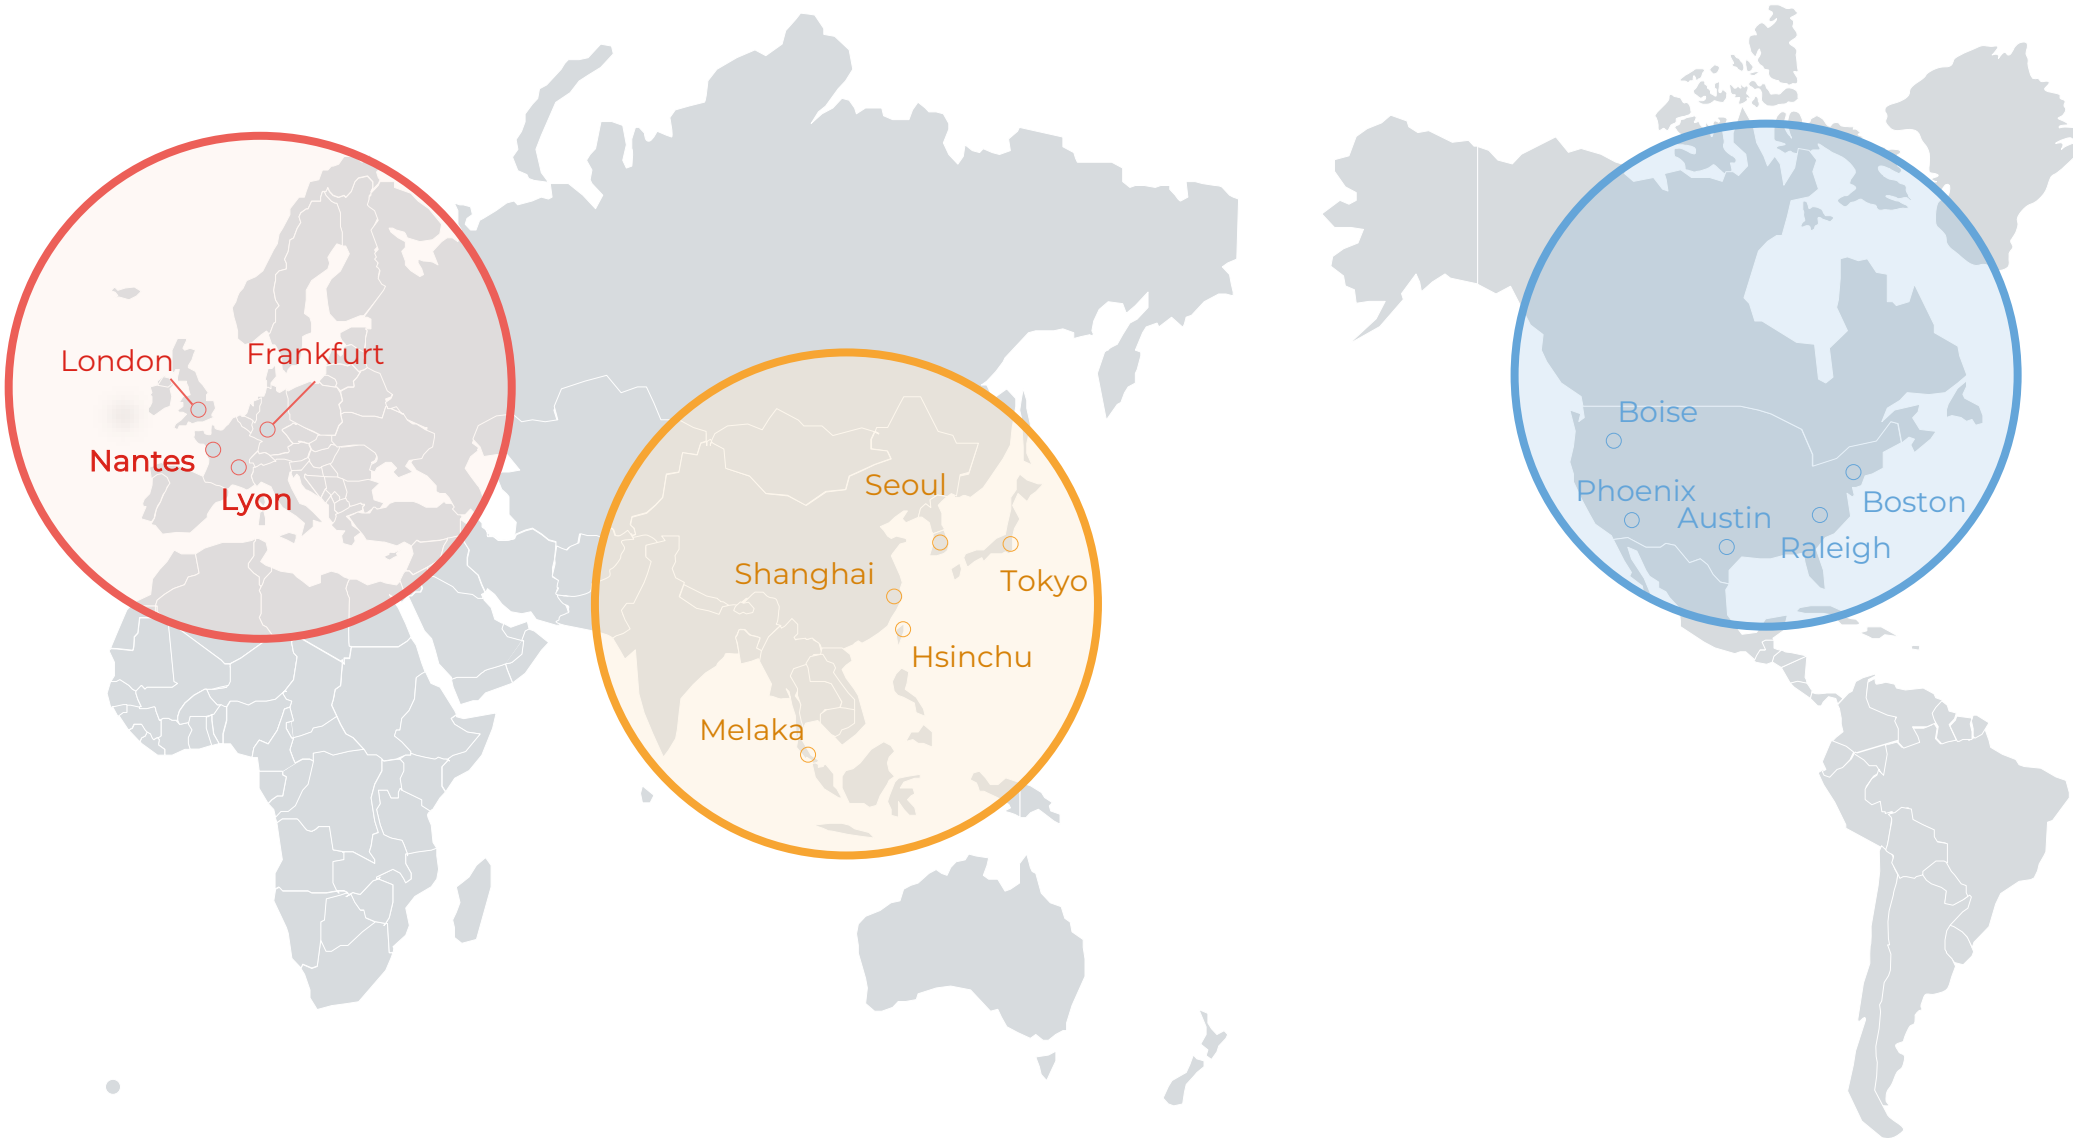 London
Frankfurt
Nantes
Lyon
Seoul
Shanghai
Tokyo
Hsinchu
Melaka
Boise
Phoenix
Austin
Boston
Raleigh